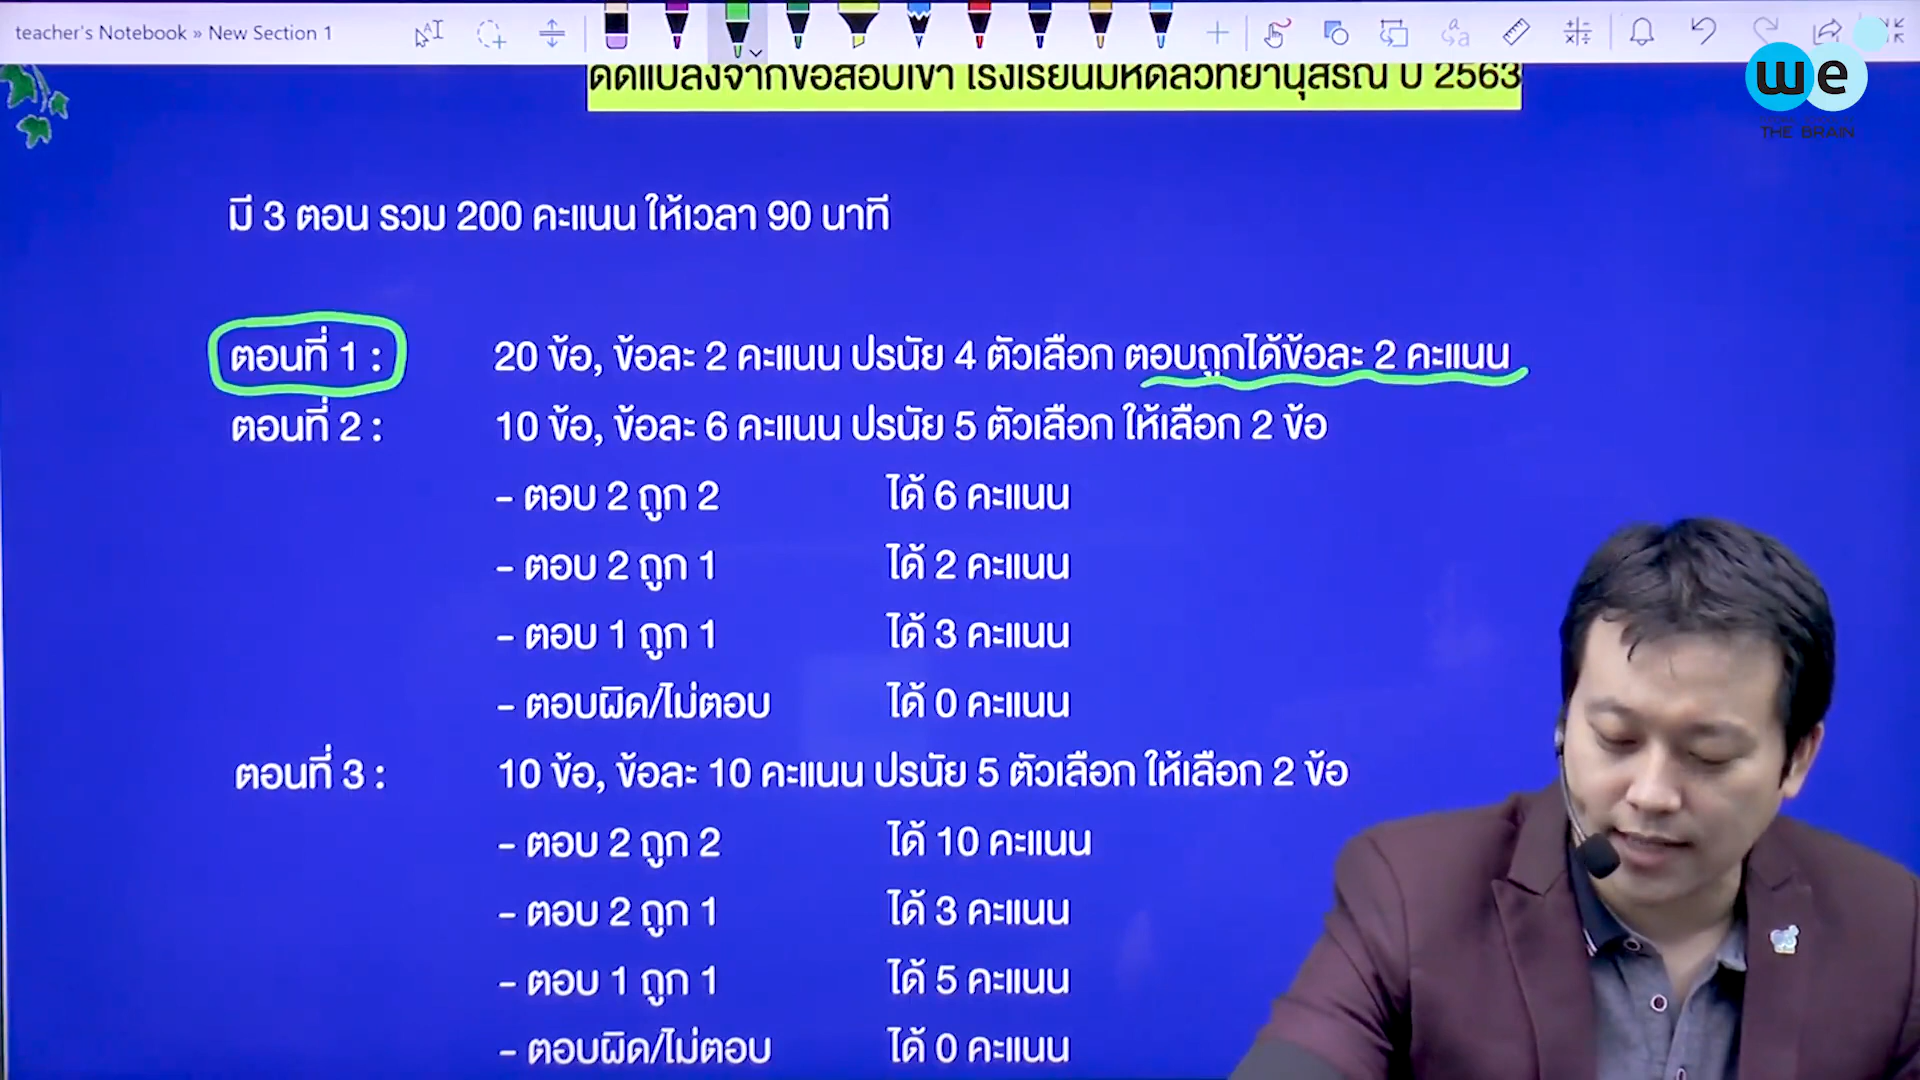 teacher's Notebook » New Section 1
we
THE BRAIN
ดัดแปลงจากข้อสอบเข้า โรงเรียนมหิดลวิทยานุสรณ์ ปี 2563
มี 3 ตอน รวม 200 คะแนน ให้เวลา 90 นาที
ตอนที่ 1 : 20 ข้อ, ข้อละ 2 คะแนน ปรนัย 4 ตัวเลือก ตอบถูกได้ข้อละ 2 คะแนน
ตอนที่ 2 : 10 ข้อ, ข้อละ 6 คะแนน ปรนัย 5 ตัวเลือก ให้เลือก 2 ข้อ
- ตอบ 2 ถูก 2 ได้ 6 คะแนน
- ตอบ 2 ถูก 1 ได้ 2 คะแนน
- ตอบ 1 ถูก 1 ได้ 3 คะแนน
- ตอบผิด/ไม่ตอบ ได้ 0 คะแนน
ตอนที่ 3 : 10 ข้อ, ข้อละ 10 คะแนน ปรนัย 5 ตัวเลือก ให้เลือก 2 ข้อ
- ตอบ 2 ถูก 2 ได้ 10 คะแนน
- ตอบ 2 ถูก 1 ได้ 3 คะแนน
- ตอบ 1 ถูก 1 ได้ 5 คะแนน
- ตอบผิด/ไม่ตอบ ได้ 0 คะแนน